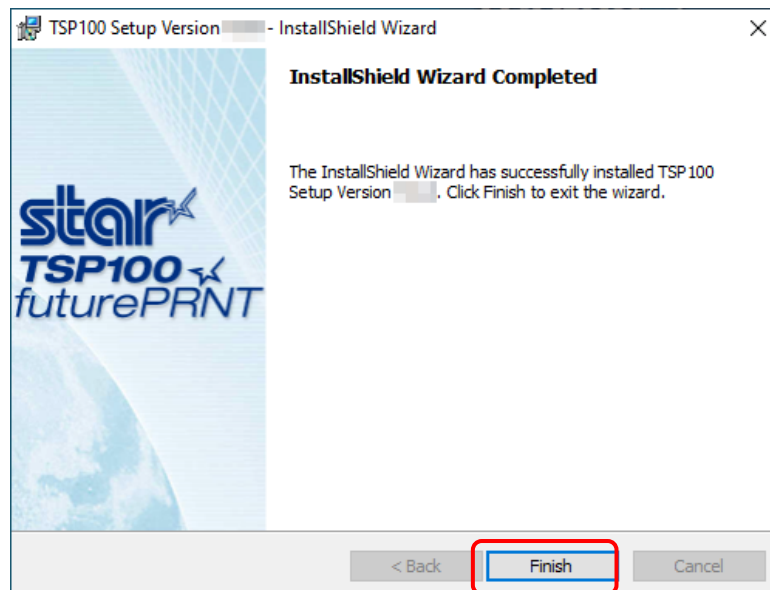 TSP100 Setup Version - InstallShield Wizard
InstallShield Wizard Completed
The InstallShield Wizard has successfully installed TSP100
Setup Version . Click Finish to exit the wizard.
star
TSP100
futurePRNT
< Back Finish Cancel